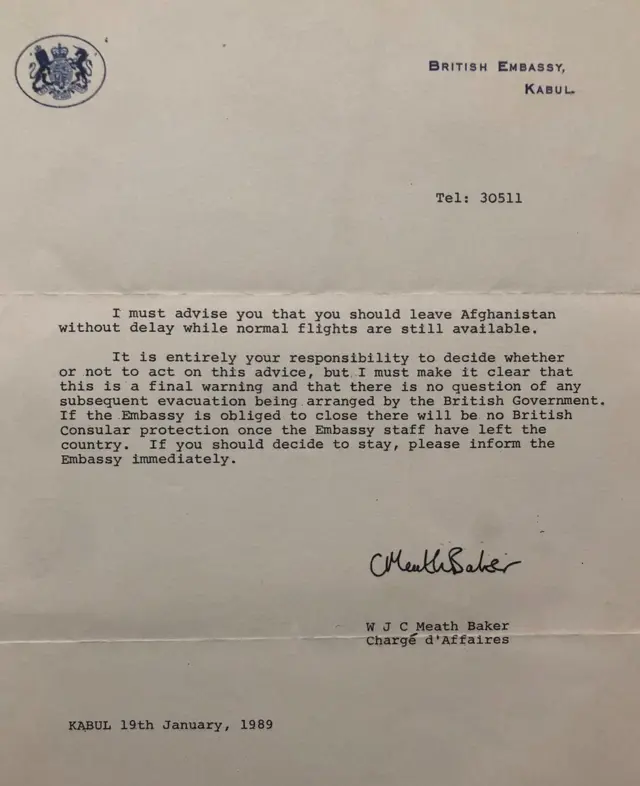 BRITISH EMBASSY,
KABUL.
Tel: 30511
I must advise you that you should leave Afghanistan
without delay while normal flights are still available.
It is entirely your responsibility to decide whether
or not to act on this advice, but I must make it clear that
this is a final warning and that there is no question of any
subsequent evacuation being arranged by the British Government.
If the Embassy is obliged to close there will be no British
Consular protection once the Embassy staff have left the
country. If you should decide to stay, please inform the
Embassy immediately.
CMeathBaker
W J C Meath Baker
Chargé d'Affaires
KABUL 19th January, 1989